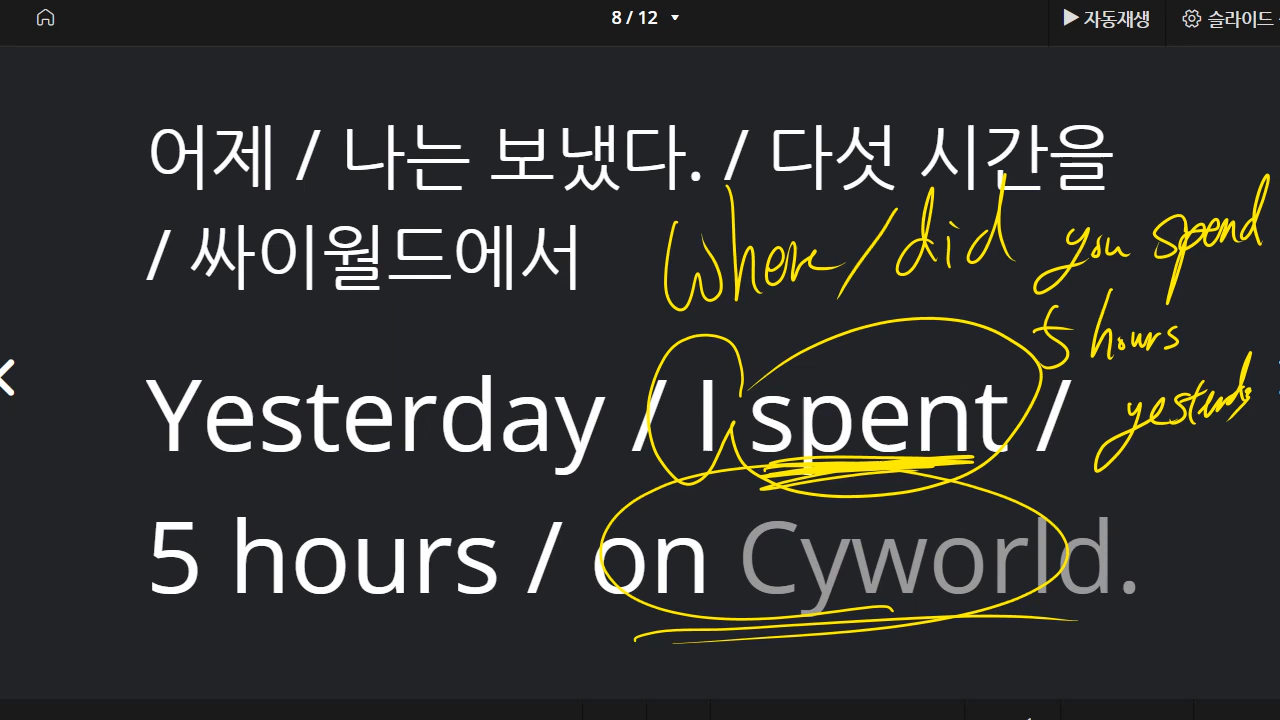 8 / 12
자동재생
슬라이드
어제 / 나는 보냈다. / 다섯 시간을
/ 싸이월드에서
Where / did you spend
5 hours
Yesterday / I spent /
5 hours / on Cyworld.